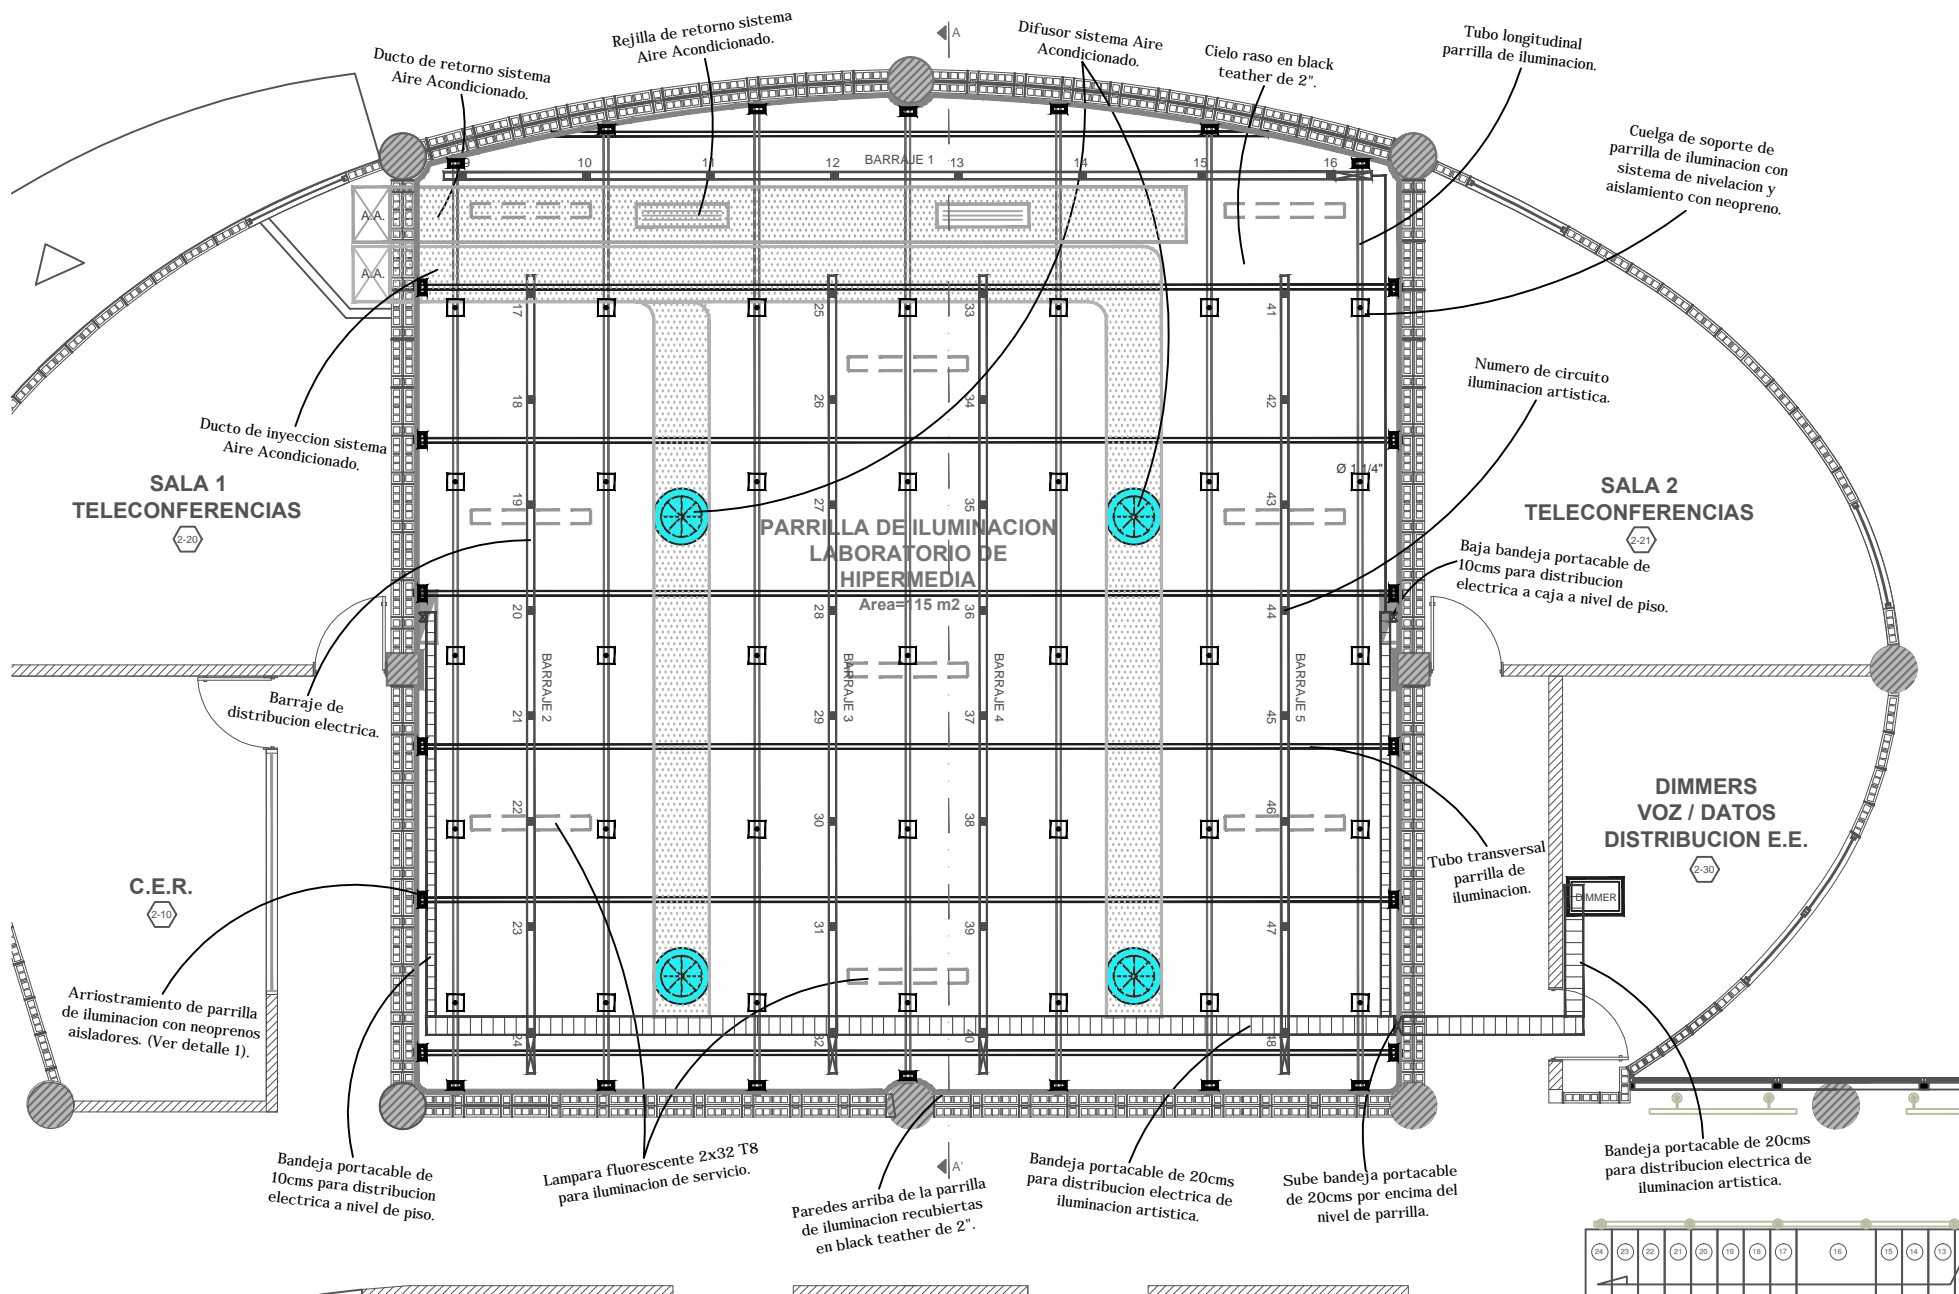 Ducto de retorno sistema
Aire Acondicionado.
Rejilla de retorno sistema
Aire Acondicionado.
A
Difusor sistema Aire
Acondicionado.
Cielo raso en black
teather de 2".
Tubo longitudinal
parrilla de iluminacion.
Cuelga de soporte de
parrilla de iluminacion con
sistema de nivelacion y
aislamiento con neopreno.
9
10
11
12
BARRAJE 1
13
14
15
16
A.A.
A.A.
17
25
33
41
18
26
34
42
Numero de circuito
iluminacion artistica.
Ducto de inyeccion sistema
Aire Acondicionado.
Ø 1 1/4"
SALA 1
TELECONFERENCIAS
2-20
SALA 2
TELECONFERENCIAS
2-21
19
27
35
43
PARRILLA DE ILUMINACION
LABORATORIO DE
HIPERMEDIA
Area=115 m2
Baja bandeja portacable de
10cms para distribucion
electrica a caja a nivel de piso.
20
28
36
44
BARRAJE 2
BARRAJE 3
BARRAJE 4
BARRAJE 5
Barraje de
distribucion electrica.
21
29
37
45
22
30
38
46
DIMMERS
VOZ / DATOS
DISTRIBUCION E.E.
2-30
Tubo transversal
parrilla de
iluminacion.
DIMMER
C.E.R.
2-10
23
31
39
47
Arriostramiento de parrilla
de iluminacion con neoprenos
aisladores. (Ver detalle 1).
24
32
40
48
Bandeja portacable de
10cms para distribucion
electrica a nivel de piso.
Lampara fluorescente 2x32 T8
para iluminacion de servicio.
A'
Paredes arriba de la parrilla
de iluminacion recubiertas
en black teather de 2".
Bandeja portacable de 20cms
para distribucion electrica de
iluminacion artistica.
Sube bandeja portacable
de 20cms por encima del
nivel de parrilla.
Bandeja portacable de 20cms
para distribucion electrica de
iluminacion artistica.
24 23 22 21 20 19 18 17 16 15 14 13